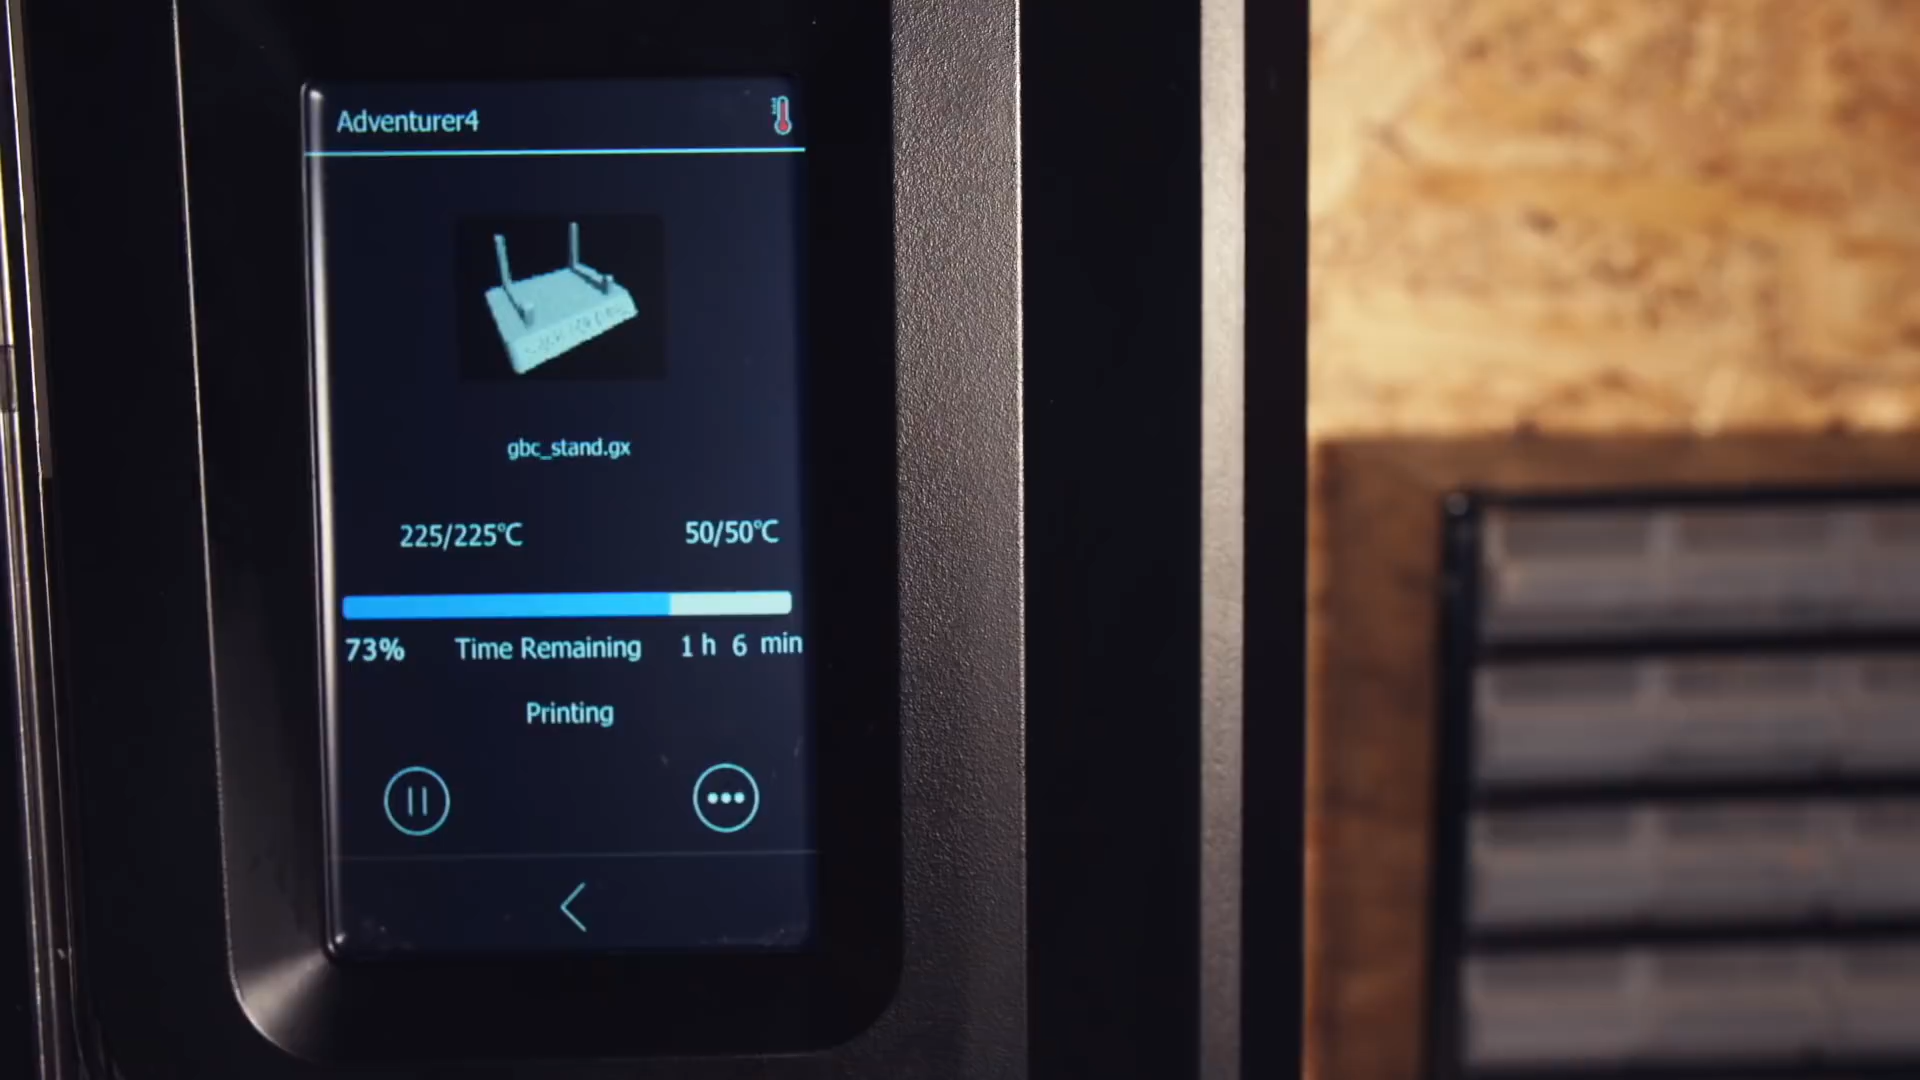 Adventurer4
gbc_stand.gx
225/225℃ 50/50℃
73% Time Remaining 1 h 6 min
Printing